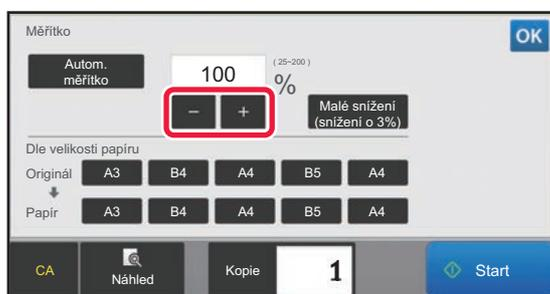 Měřítko
OK
Autom.
měřítko
100
(25~200)
%
− +
Malé snížení
(snížení o 3%)
Dle velikosti papíru
Originál A3 B4 A4 B5 A4
Papír A3 B4 A4 B5 A4
CA Náhled Kopie 1 Start